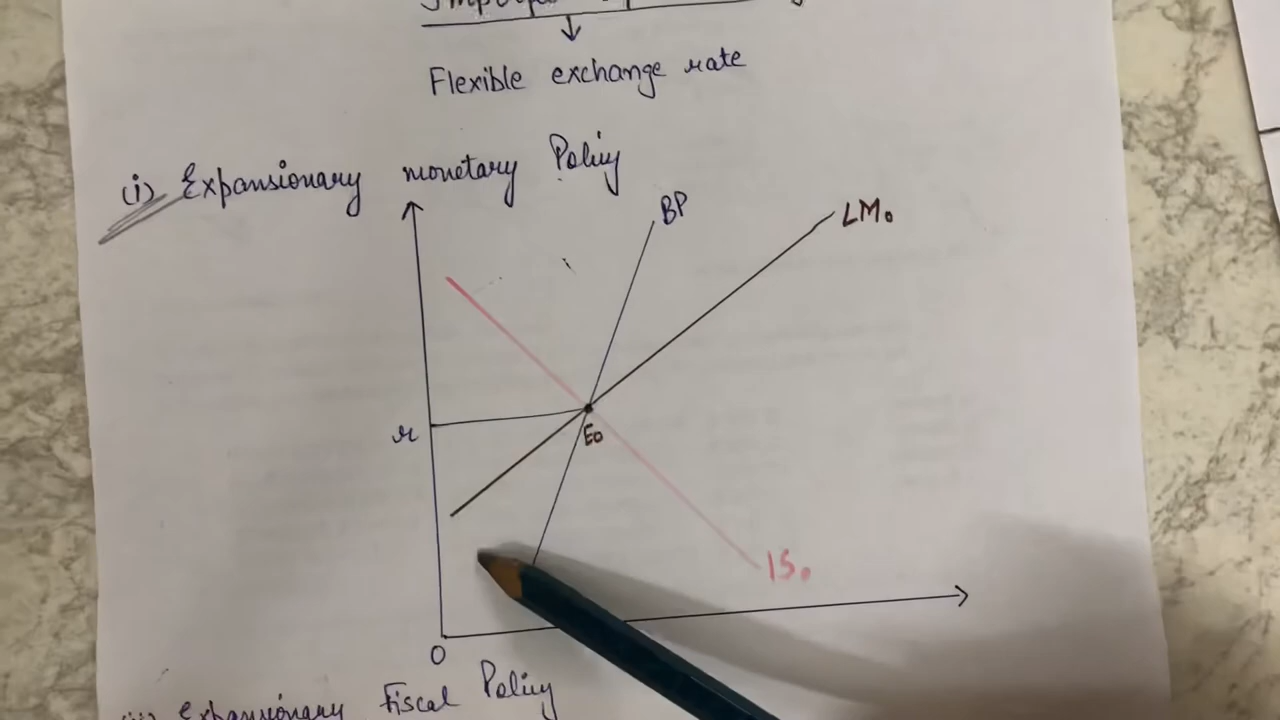 Flexible exchange rate
(i) Expansionary monetary Policy
BP
LM₀
r
E₀
IS₀
0
Expansionary Fiscal Policy